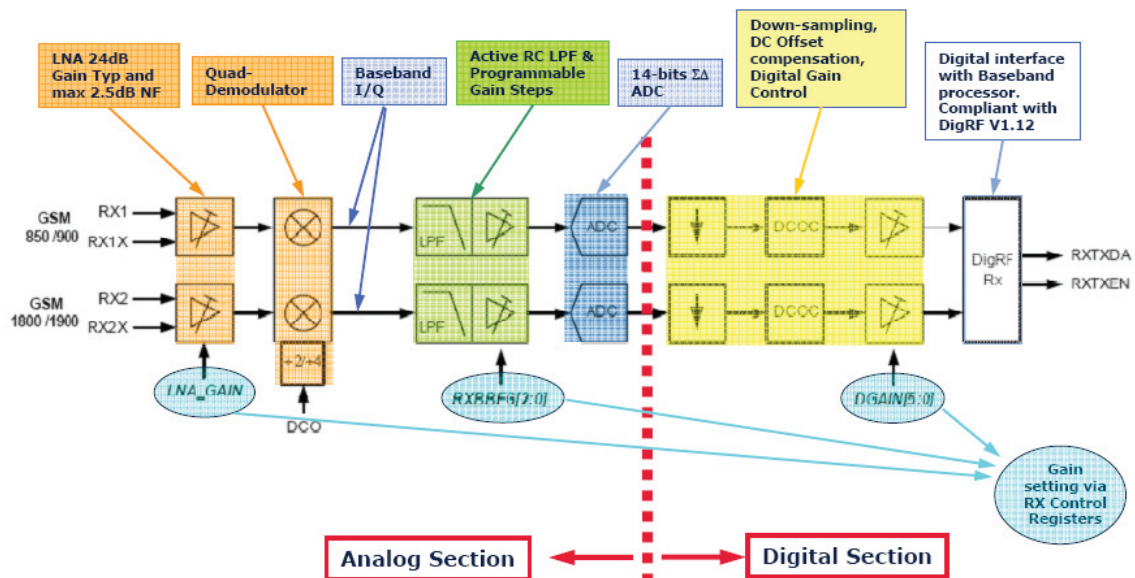 LNA 24dB
Gain Typ and
max 2.5dB NF
Quad-
Demodulator
Baseband
I/Q
Active RC LPF &
Programmable
Gain Steps
14-bits ΣΔ
ADC
Down-sampling,
DC Offset
compensation,
Digital Gain
Control
Digital interface
with Baseband
processor.
Compliant with
DigRF V1.12
GSM
850 /900
RX1
RX1X
LPF
ADC
DCOC
DigRF
Rx
RXTXDA
RXTXEN
GSM
1800 /1900
RX2
RX2X
÷2/÷4
LPF
ADC
DCOC
LNA_GAIN
DCO
DGAIN[5:0]
Gain
setting via
RX Control
Registers
Analog Section
Digital Section